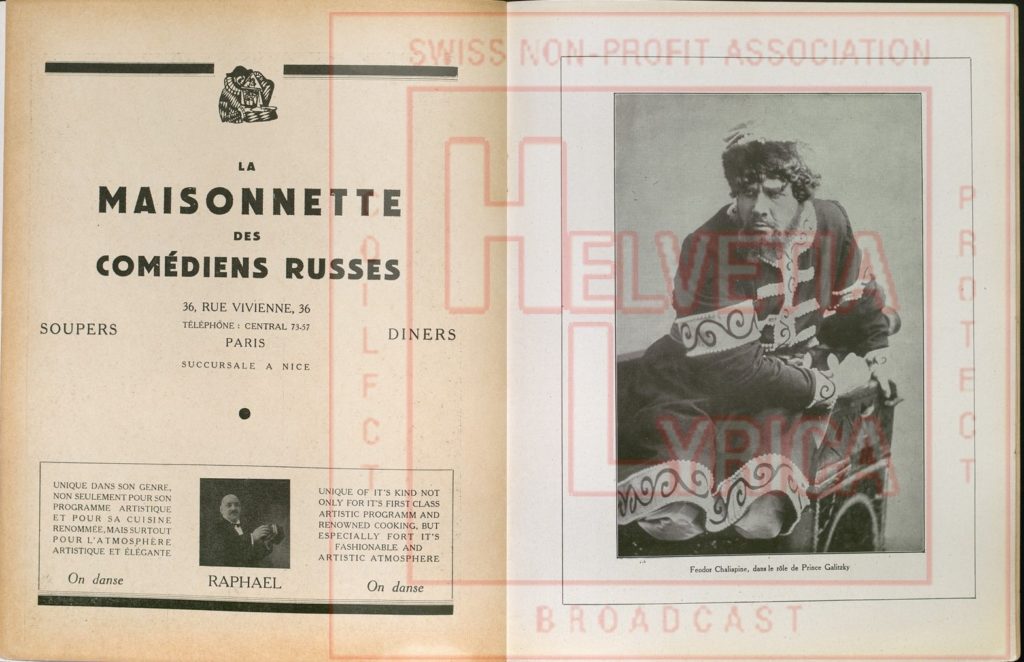 LA
MAISONNETTE
DES
COMÉDIENS RUSSES
36, RUE VIVIENNE, 36
SOUPERS
TÉLÉPHONE : CENTRAL 73-57
DINERS
PARIS
SUCCURSALE A NICE
UNIQUE DANS SON GENRE,
NON SEULEMENT POUR SON
PROGRAMME ARTISTIQUE
ET POUR SA CUISINE
RENOMMÉE, MAIS SURTOUT
POUR L'ATMOSPHÈRE
ARTISTIQUE ET ÉLÉGANTE
On danse
RAPHAEL
UNIQUE OF IT'S KIND NOT
ONLY FOR IT'S FIRST CLASS
ARTISTIC PROGRAMM AND
RENOWNED COOKING, BUT
ESPECIALLY FORT IT'S
FASHIONABLE AND
ARTISTIC ATMOSPHERE
On danse
Feodor Chaliapine, dans le rôle de Prince Galitzky
SWISS NON-PROFIT ASSOCIATION
COLLECT
HELVETIA
LYRICA
PROTECT
BROADCAST